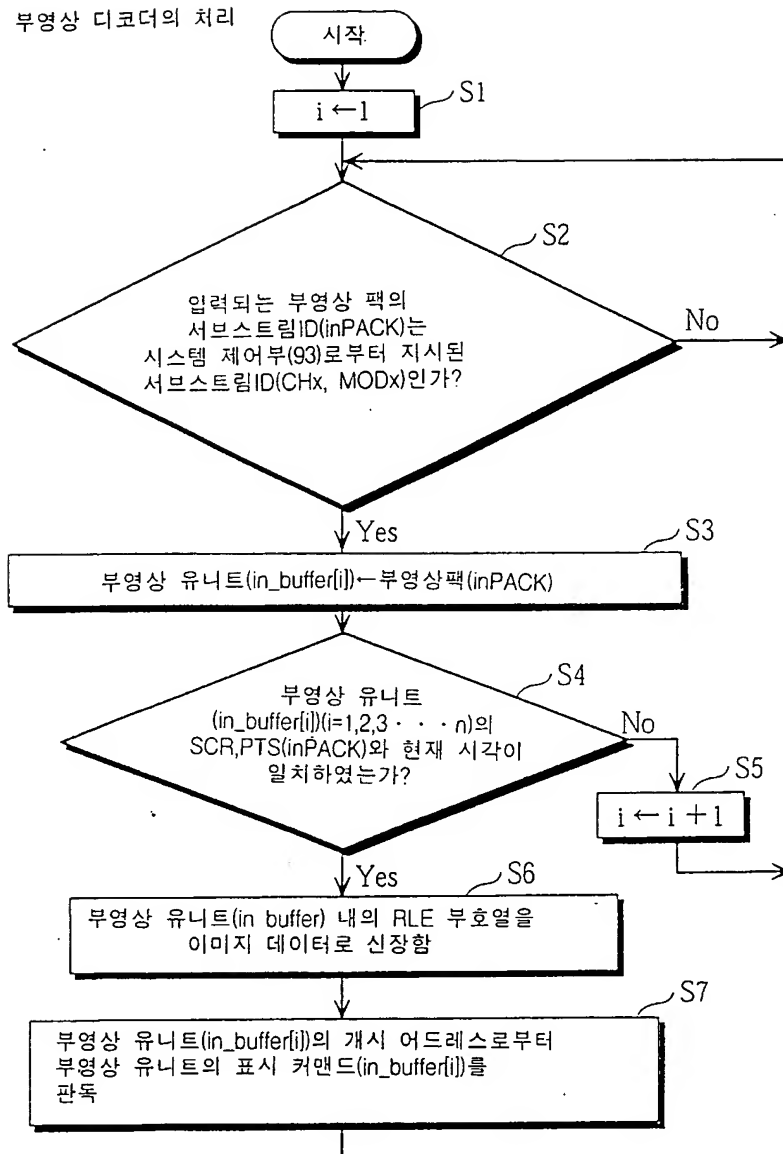 부영상 디코더의 처리
시작
S1
i ← 1
S2
입력되는 부영상 팩의
서브스트림ID(inPACK)는
시스템 제어부(93)로부터 지시된
서브스트림ID(CHx, MODx)인가?
No
Yes
S3
부영상 유니트(in_buffer[i])←부영상팩(inPACK)
S4
부영상 유니트
(in_buffer[i])(i=1,2,3 · · · n)의
SCR,PTS(inPACK)와 현재 시각이
일치하였는가?
No
S5
i ← i + 1
Yes
S6
부영상 유니트(in buffer) 내의 RLE 부호열을
이미지 데이터로 신장함
S7
부영상 유니트(in_buffer[i])의 개시 어드레스로부터
부영상 유니트의 표시 커맨드(in_buffer[i])를
판독